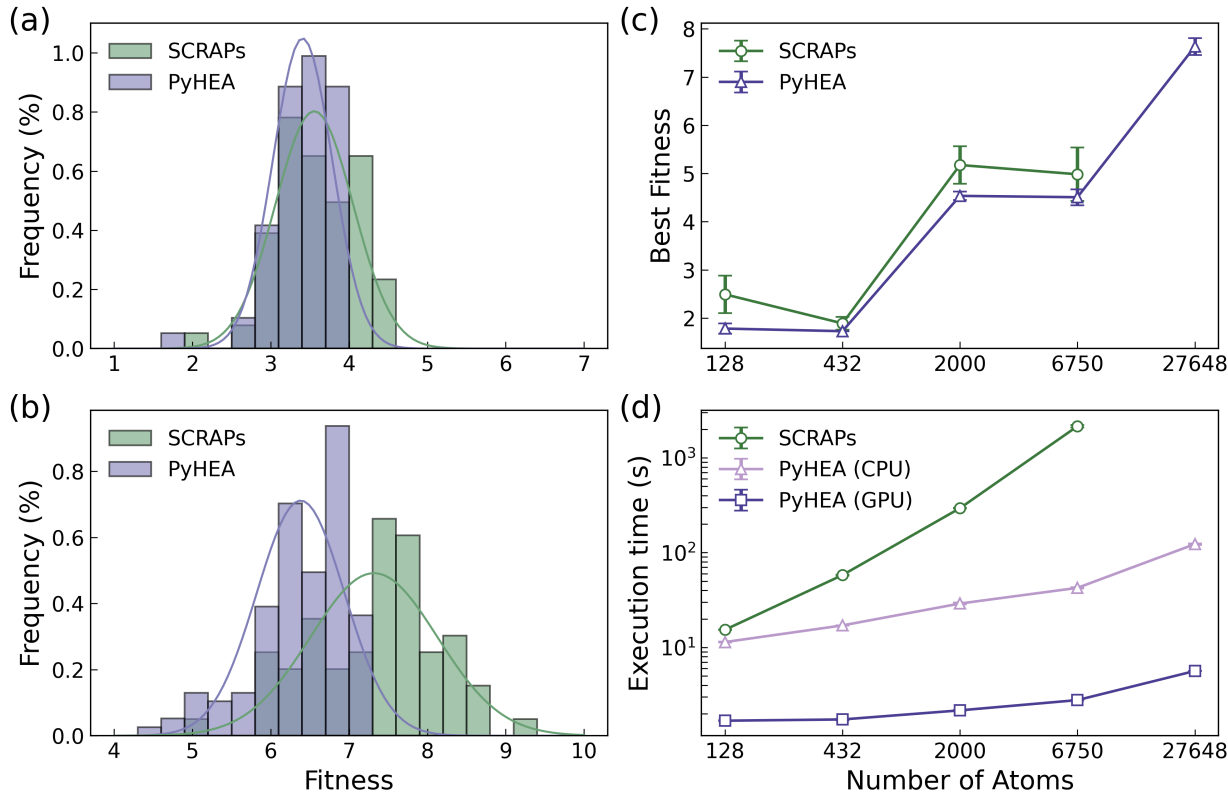 (a)
SCRAPs
PyHEA
Frequency (%)
1.0
0.8
0.6
0.4
0.2
0.0
1 2 3 4 5 6 7
(b)
SCRAPs
PyHEA
Frequency (%)
0.8
0.6
0.4
0.2
0.0
4 5 6 7 8 9 10
Fitness
(c)
SCRAPs
PyHEA
Best Fitness
8
7
6
5
4
3
2
128 432 2000 6750 27648
(d)
SCRAPs
PyHEA (CPU)
PyHEA (GPU)
Execution time (s)
10³
10²
10¹
128 432 2000 6750 27648
Number of Atoms